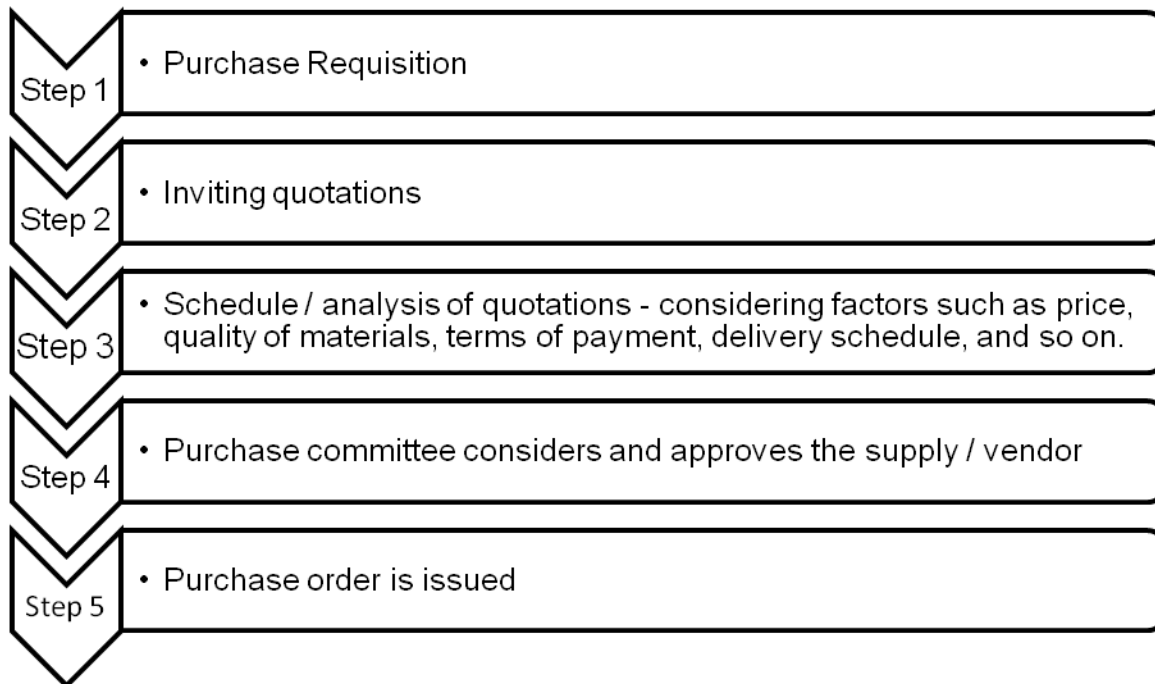 Step 1
• Purchase Requisition
Step 2
• Inviting quotations
Step 3
• Schedule / analysis of quotations - considering factors such as price,
quality of materials, terms of payment, delivery schedule, and so on.
Step 4
• Purchase committee considers and approves the supply / vendor
Step 5
• Purchase order is issued